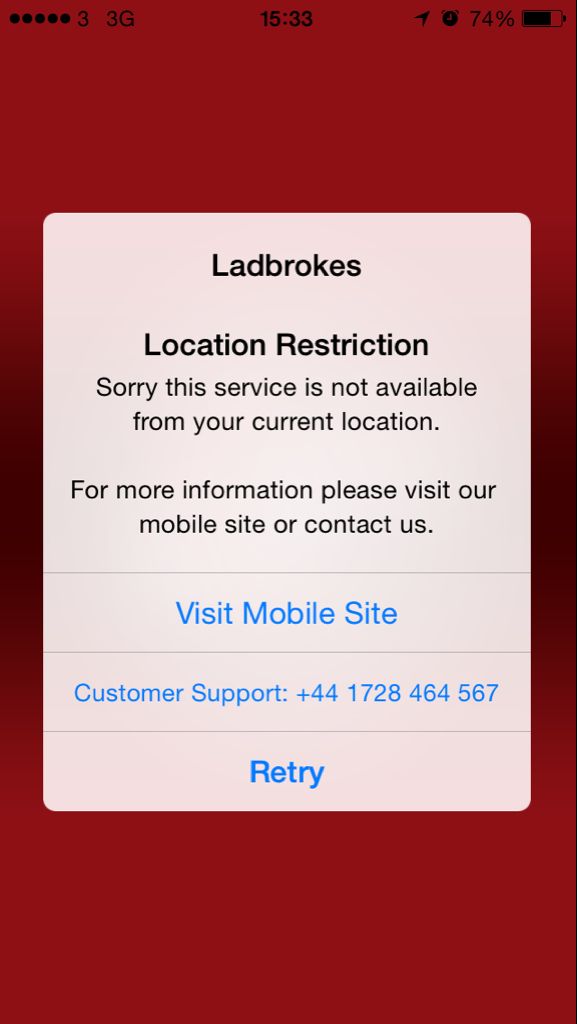 3 3G 15:33 74%
Ladbrokes
Location Restriction
Sorry this service is not available
from your current location.
For more information please visit our
mobile site or contact us.
Visit Mobile Site
Customer Support: +44 1728 464 567
Retry